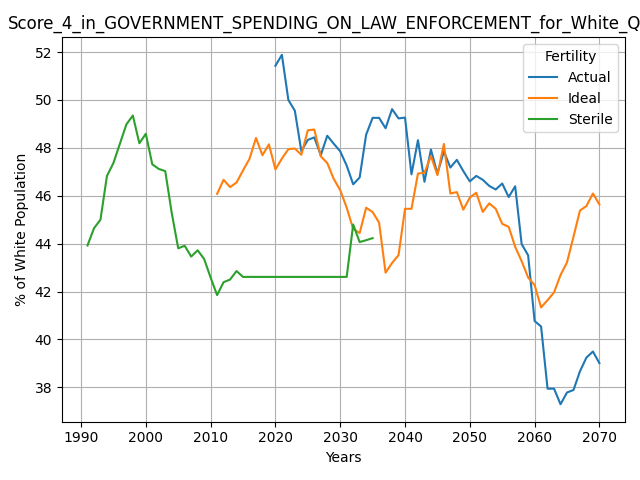 Score_4_in_GOVERNMENT_SPENDING_ON_LAW_ENFORCEMENT_for_White_Q
Fertility
Actual
Ideal
Sterile
% of White Population
52
50
48
46
44
42
40
38
1990 2000 2010 2020 2030 2040 2050 2060 2070
Years